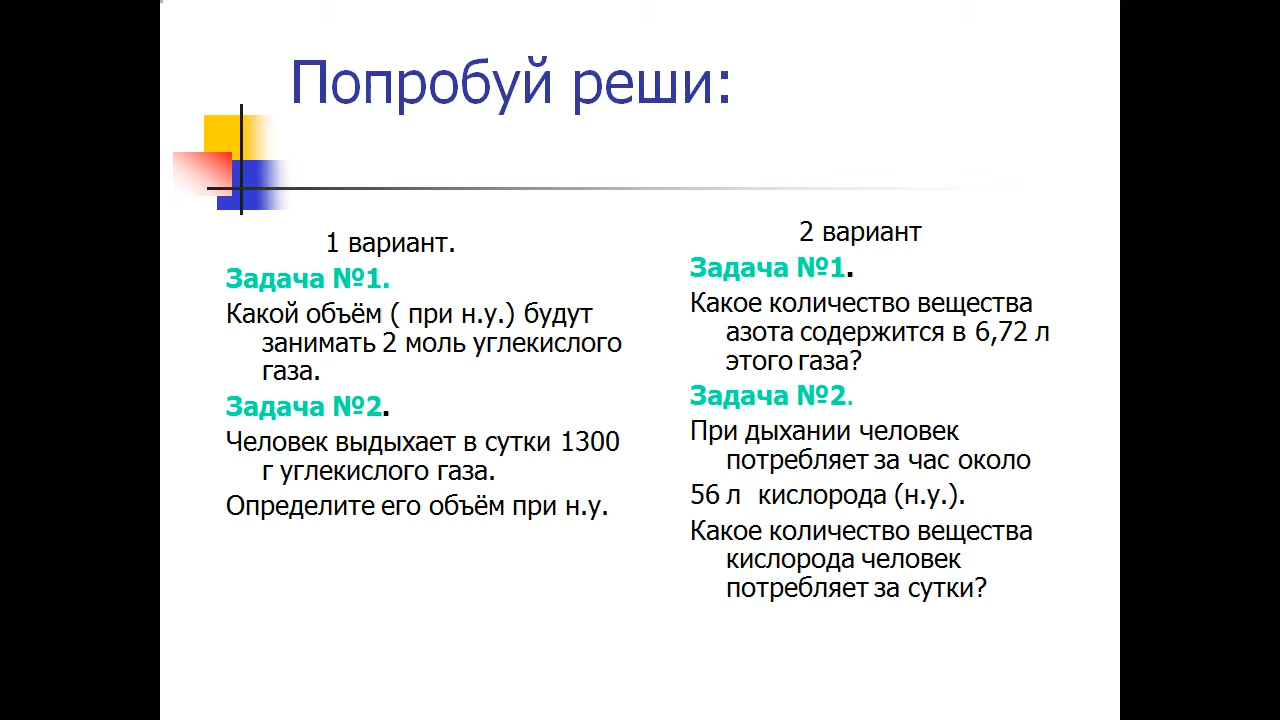 Попробуй реши:
1 вариант.
Задача №1.
Какой объём ( при н.у.) будут
занимать 2 моль углекислого
газа.
Задача №2.
Человек выдыхает в сутки 1300
г углекислого газа.
Определите его объём при н.у.
2 вариант
Задача №1.
Какое количество вещества
азота содержится в 6,72 л
этого газа?
Задача №2.
При дыхании человек
потребляет за час около
56 л кислорода (н.у.).
Какое количество вещества
кислорода человек
потребляет за сутки?